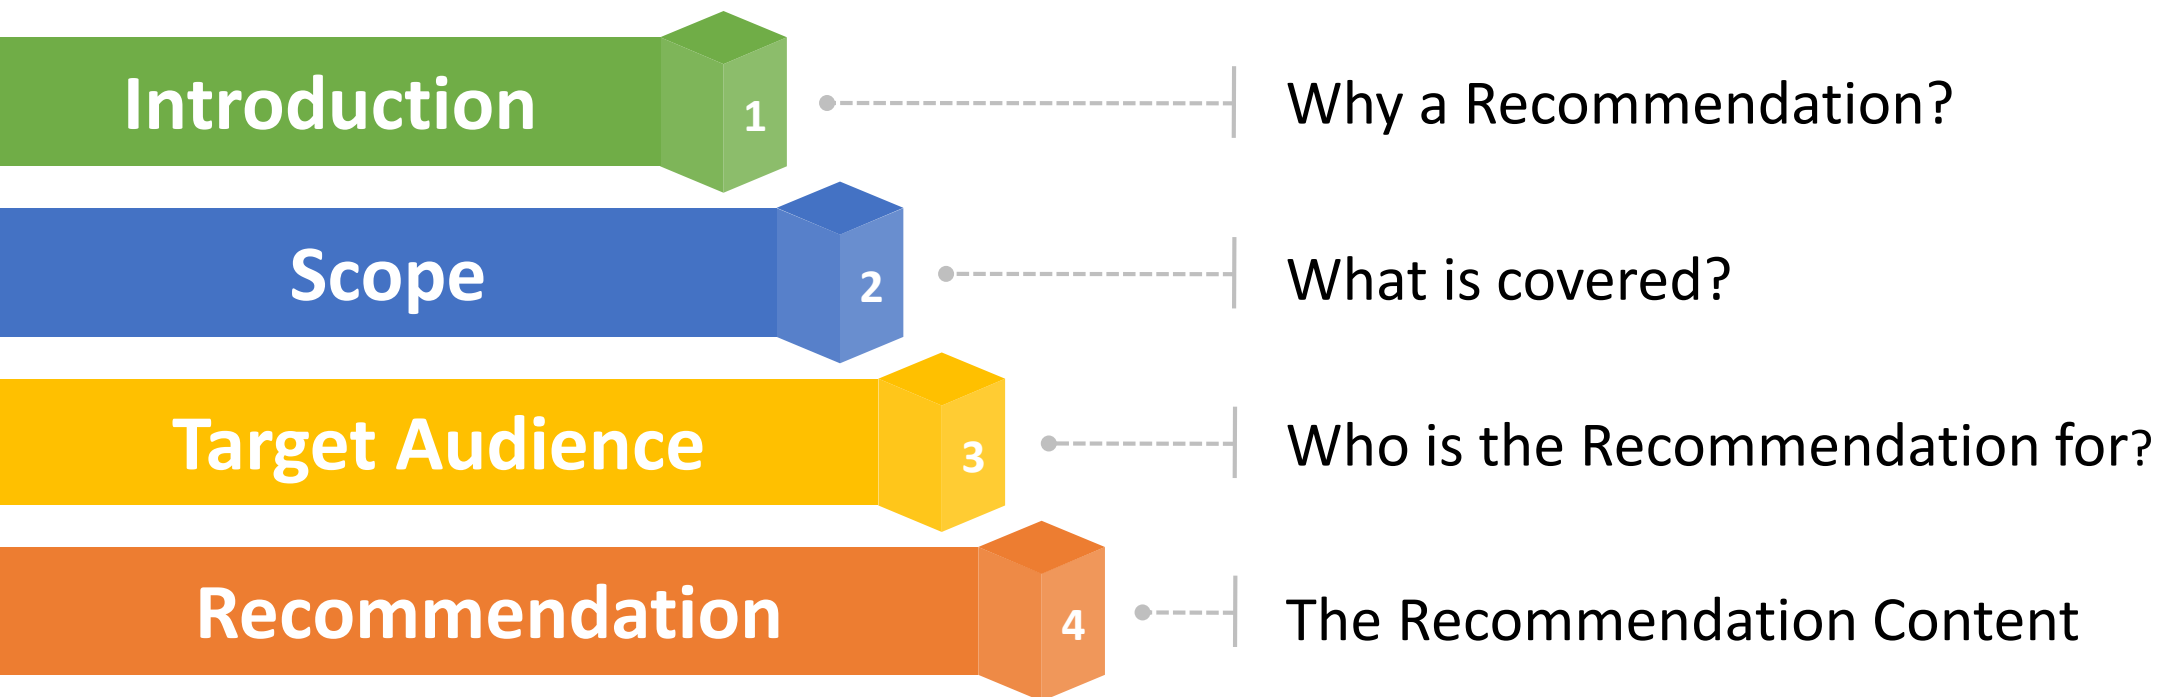 Introduction 1 Why a Recommendation?
Scope 2 What is covered?
Target Audience 3 Who is the Recommendation for?
Recommendation 4 The Recommendation Content